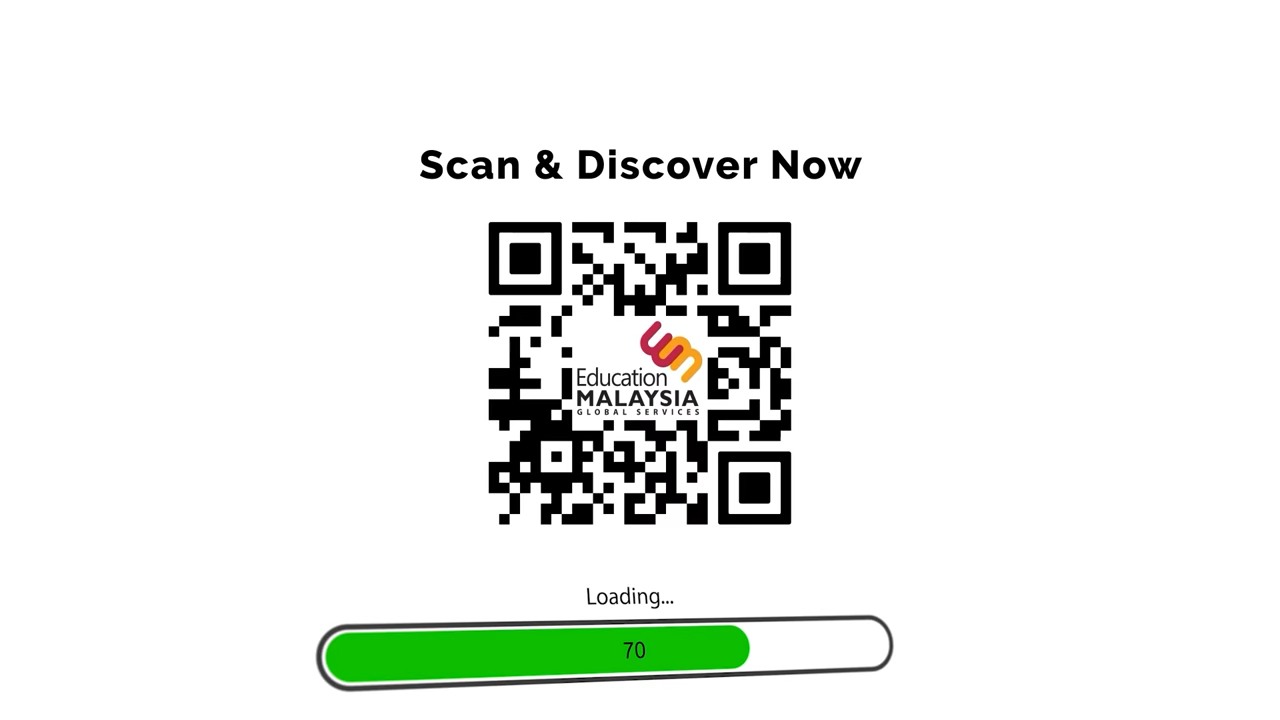 Scan & Discover Now
Education
MALAYSIA
GLOBAL SERVICES
Loading...
70